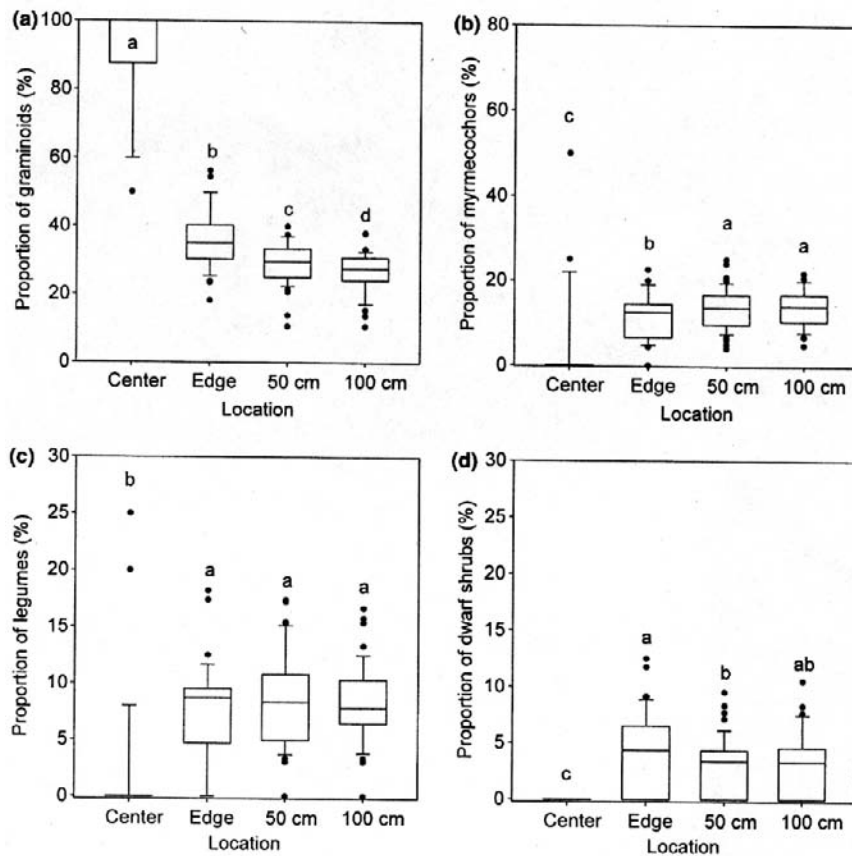 (a)
Proportion of graminoids (%)
100
80
60
40
20
0
a
b
c
d
Center Edge 50 cm 100 cm
Location
(b)
Proportion of myrmecochors (%)
80
60
40
20
0
c
b
a
a
Center Edge 50 cm 100 cm
Location
(c)
Proportion of legumes (%)
30
25
20
15
10
5
0
b
a
a
a
Center Edge 50 cm 100 cm
Location
(d)
Proportion of dwarf shrubs (%)
30
25
20
15
10
5
0
c
a
b
ab
Center Edge 50 cm 100 cm
Location